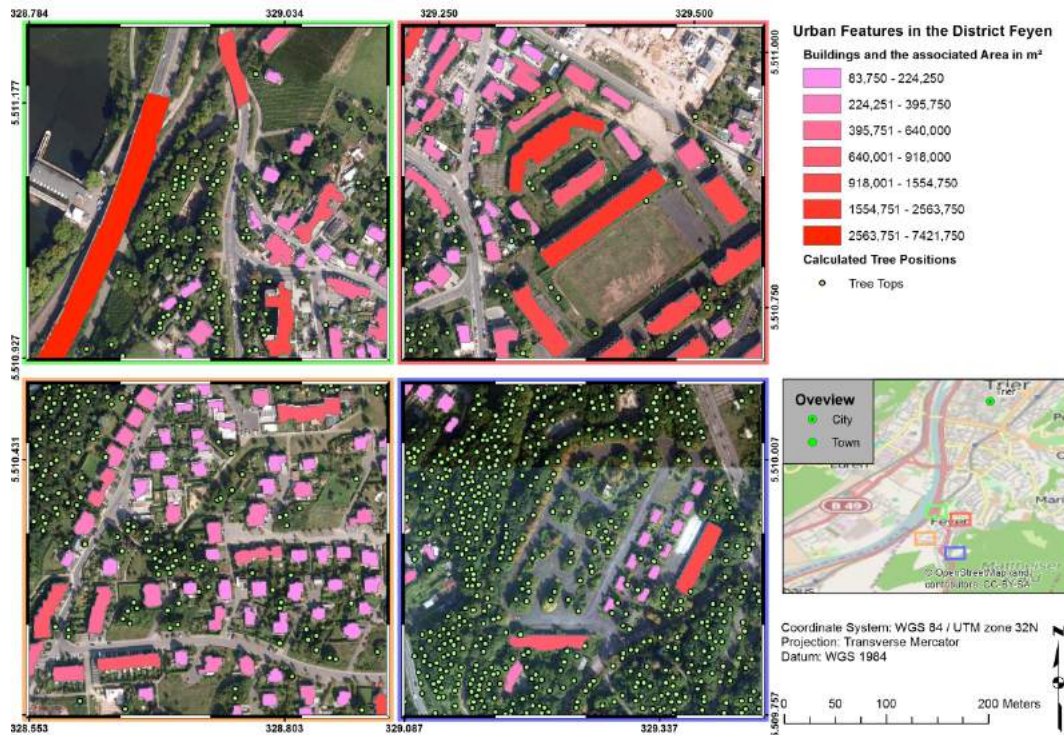 328.784
329.034
329.250
329.500
5.511.177
5.510.927
5.511.000
5.510.750
Urban Features in the District Feyen
Buildings and the associated Area in m²
83,750 - 224,250
224,251 - 395,750
395,751 - 640,000
640,001 - 918,000
918,001 - 1554,750
1554,751 - 2563,750
2563,751 - 7421,750
Calculated Tree Positions
Tree Tops
5.510.431
5.510.007
5.509.757
328.553
328.803
329.087
329.337
Oveview
City
Town
Trier
Trier
Euren
B 49
Feyen
© OpenStreetMap (and)
contributors, CC-BY-SA
Coordinate System: WGS 84 / UTM zone 32N
Projection: Transverse Mercator
Datum: WGS 1984
0 50 100 200 Meters
Z